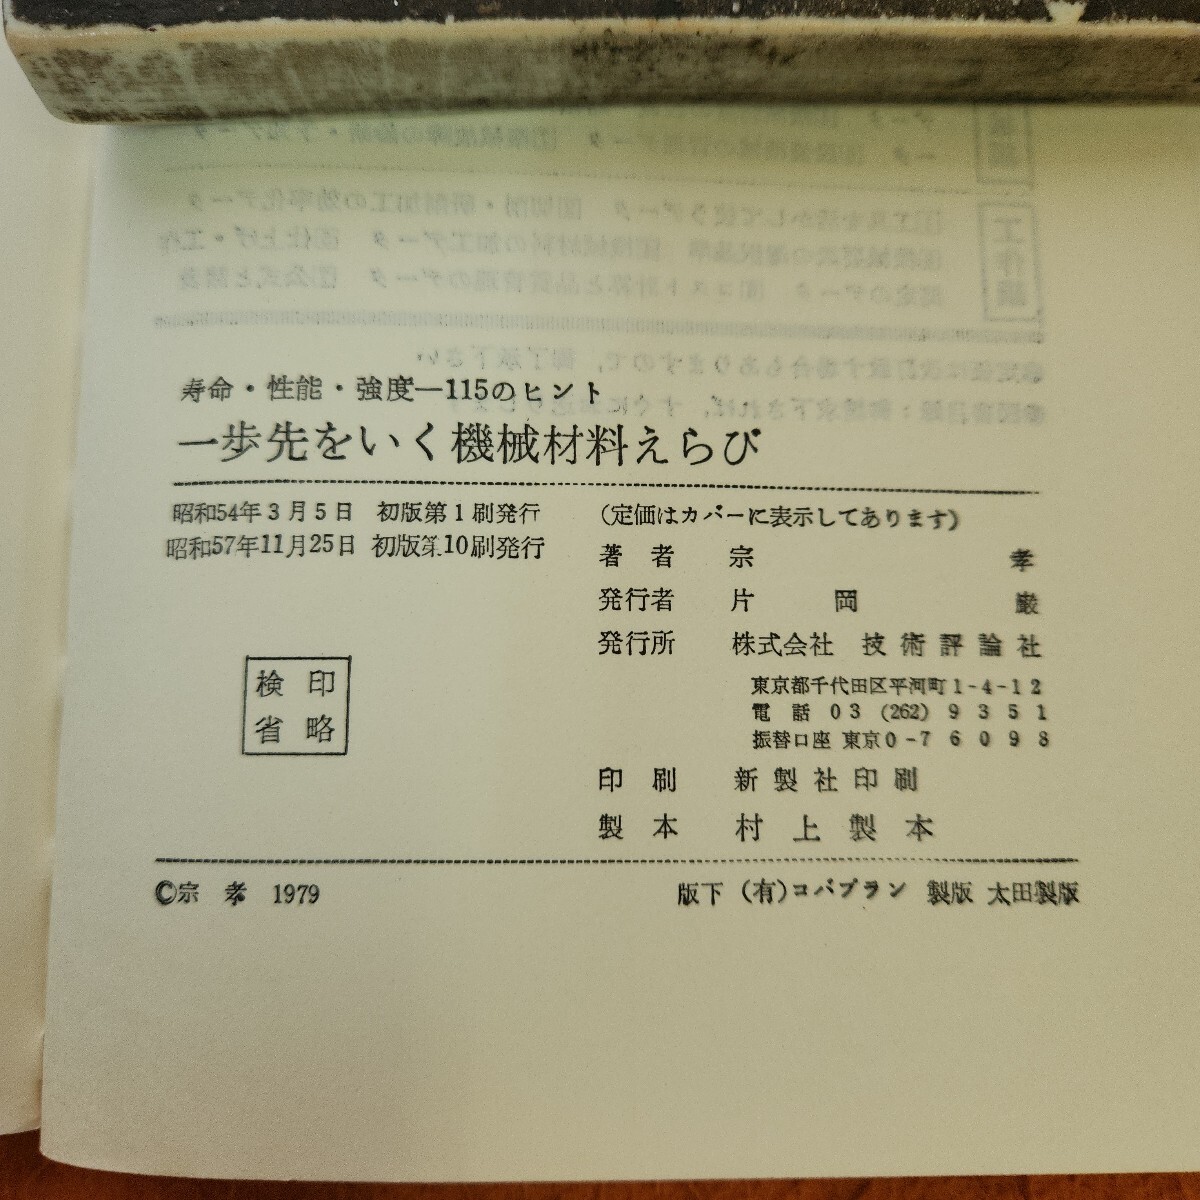 寿命・性能・強度—115のヒント
一歩先をいく機械材料えらび
昭和54年3月5日 初版第1刷発行
昭和57年11月25日 初版第10刷発行
(定価はカバーに表示してあります)
著者 宗 孝
発行者 片岡 巌
発行所 株式会社 技術評論社
東京都千代田区平河町1-4-12
電話 03 (262) 9351
振替口座 東京0-76098
印刷 新製社印刷
製本 村上製本
検印
省略
©宗 孝 1979
版下 (有)コバプラン 製版 太田製版